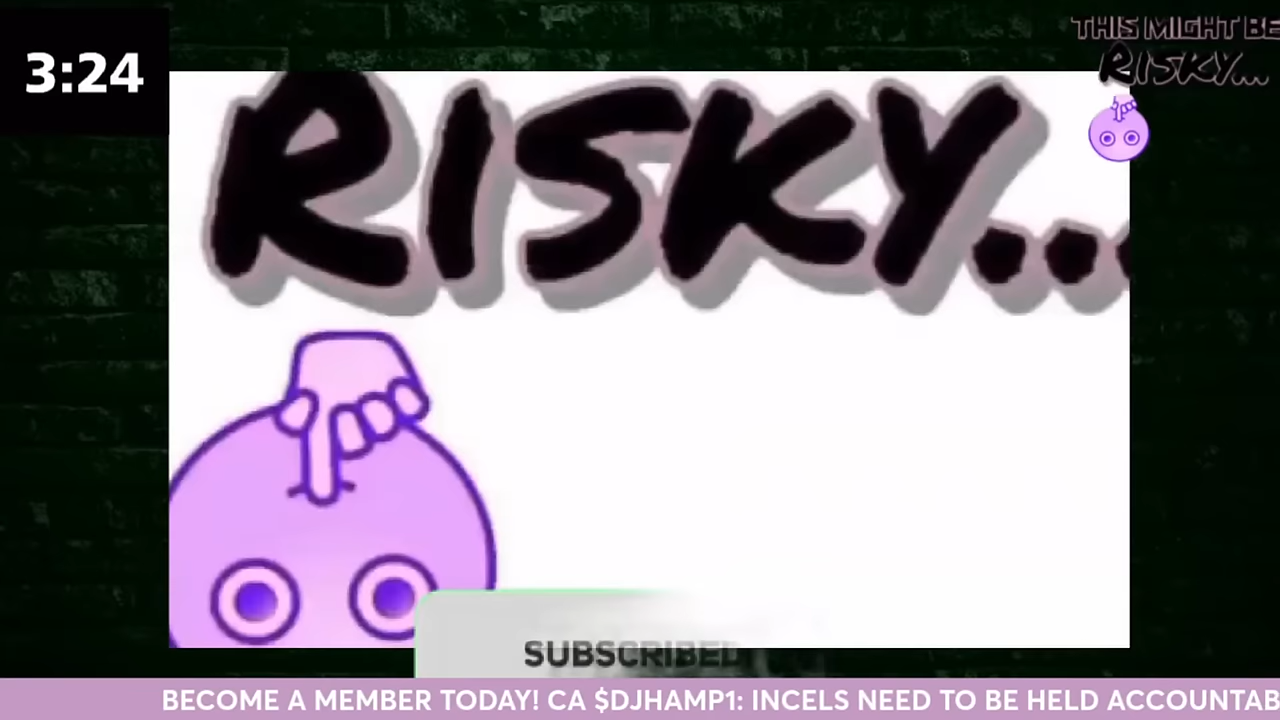 3:24
THIS MIGHT BE
RISKY...
RISKY...
SUBSCRIBED
BECOME A MEMBER TODAY! CA $DJHAMP1: INCELS NEED TO BE HELD ACCOUNTAB